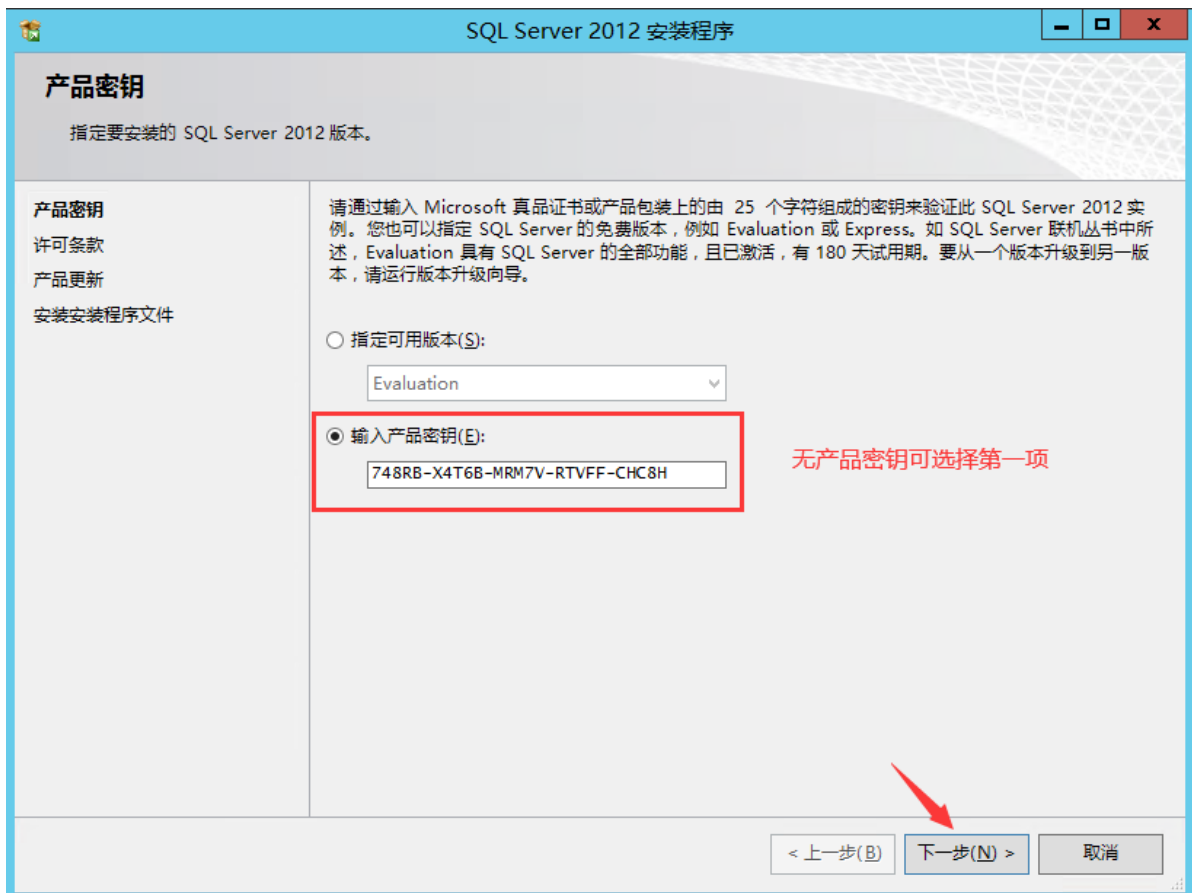 SQL Server 2012 安装程序
产品密钥
指定要安装的 SQL Server 2012 版本。
产品密钥
许可条款
产品更新
安装安装程序文件
请通过输入 Microsoft 真品证书或产品包装上的由 25 个字符组成的密钥来验证此 SQL Server 2012 实
例。您也可以指定 SQL Server 的免费版本，例如 Evaluation 或 Express。如 SQL Server 联机丛书中所
述，Evaluation 具有 SQL Server 的全部功能，且已激活，有 180 天试用期。要从一个版本升级到另一版
本，请运行版本升级向导。
指定可用版本(S):
Evaluation
输入产品密钥(E):
748RB-X4T6B-MRM7V-RTVFF-CHC8H
无产品密钥可选择第一项
< 上一步(B)
下一步(N) >
取消